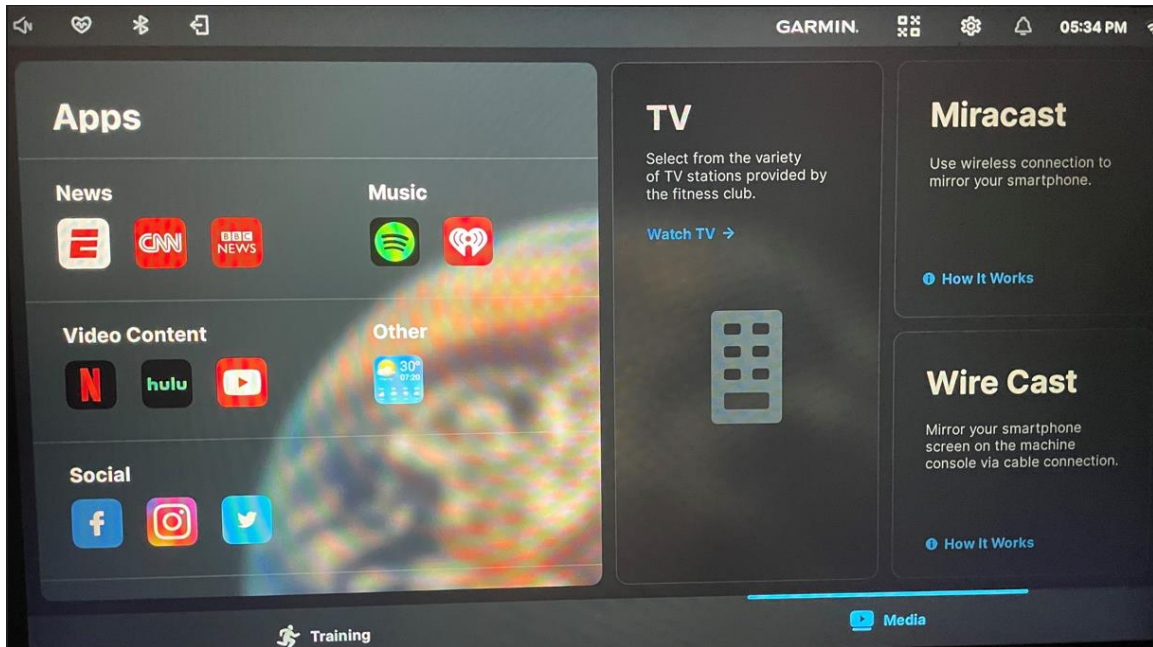 GARMIN.
05:34 PM
Apps
News
CNN
BBC
NEWS
Music
Video Content
N
hulu
Other
30°
07:20
Social
f
TV
Select from the variety
of TV stations provided by
the fitness club.
Watch TV →
Miracast
Use wireless connection to
mirror your smartphone.
How It Works
Wire Cast
Mirror your smartphone
screen on the machine
console via cable connection.
How It Works
Training
Media